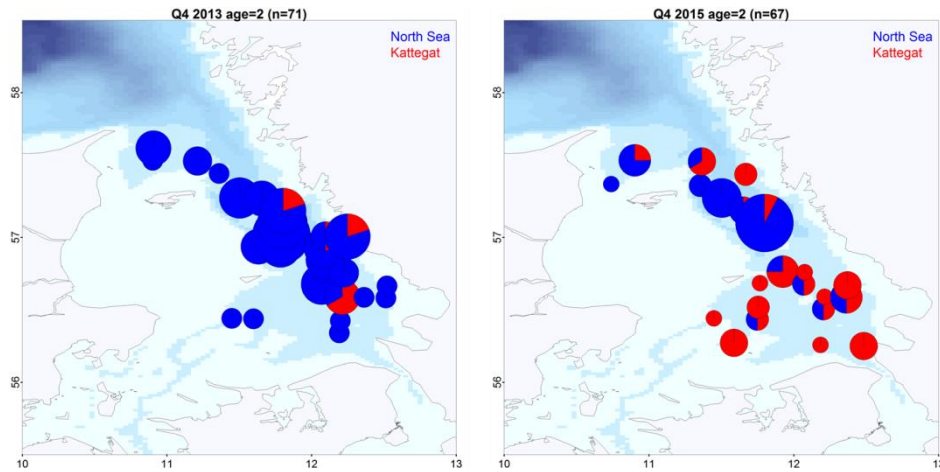 Q4 2013 age=2 (n=71)
North Sea
Kattegat
58
57
56
10
11
12
13
Q4 2015 age=2 (n=67)
North Sea
Kattegat
58
57
56
10
11
12
13